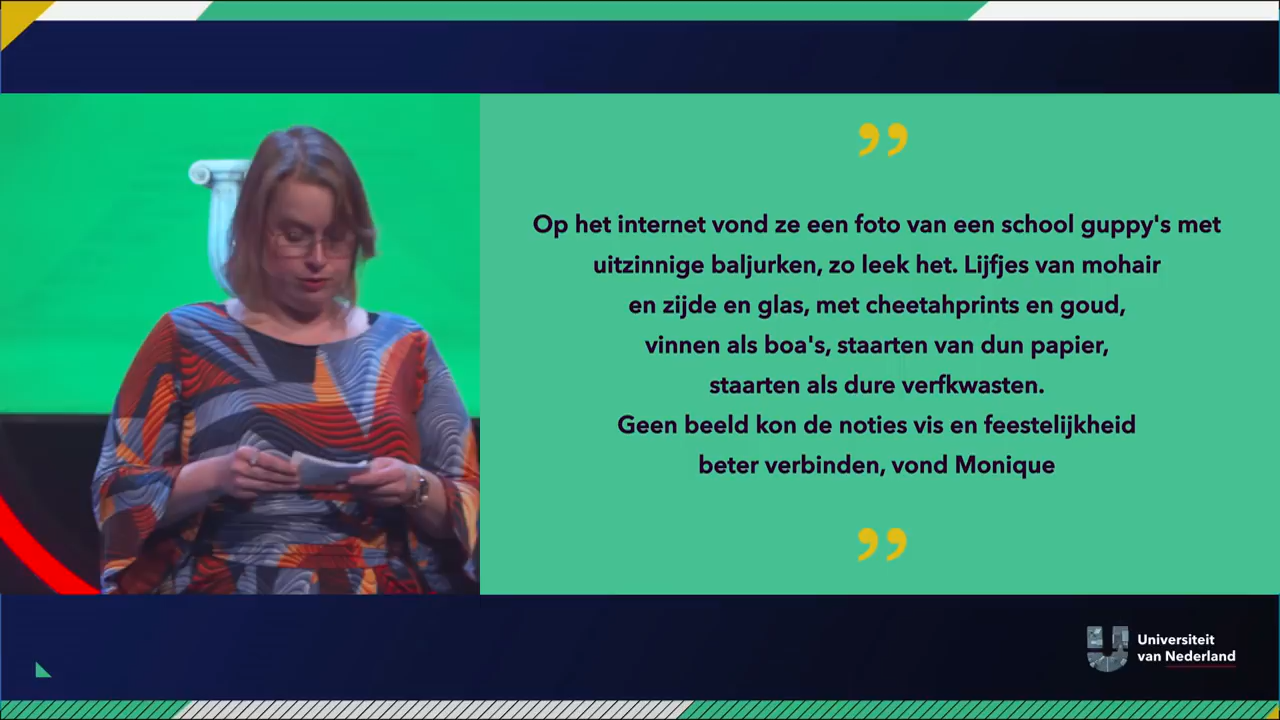 ”
Op het internet vond ze een foto van een school guppy's met
uitzinnige baljurken, zo leek het. Lijfjes van mohair
en zijde en glas, met cheetahprints en goud,
vinnen als boa's, staarten van dun papier,
staarten als dure verfkwasten.
Geen beeld kon de noties vis en feestelijkheid
beter verbinden, vond Monique
”
Universiteit
van Nederland